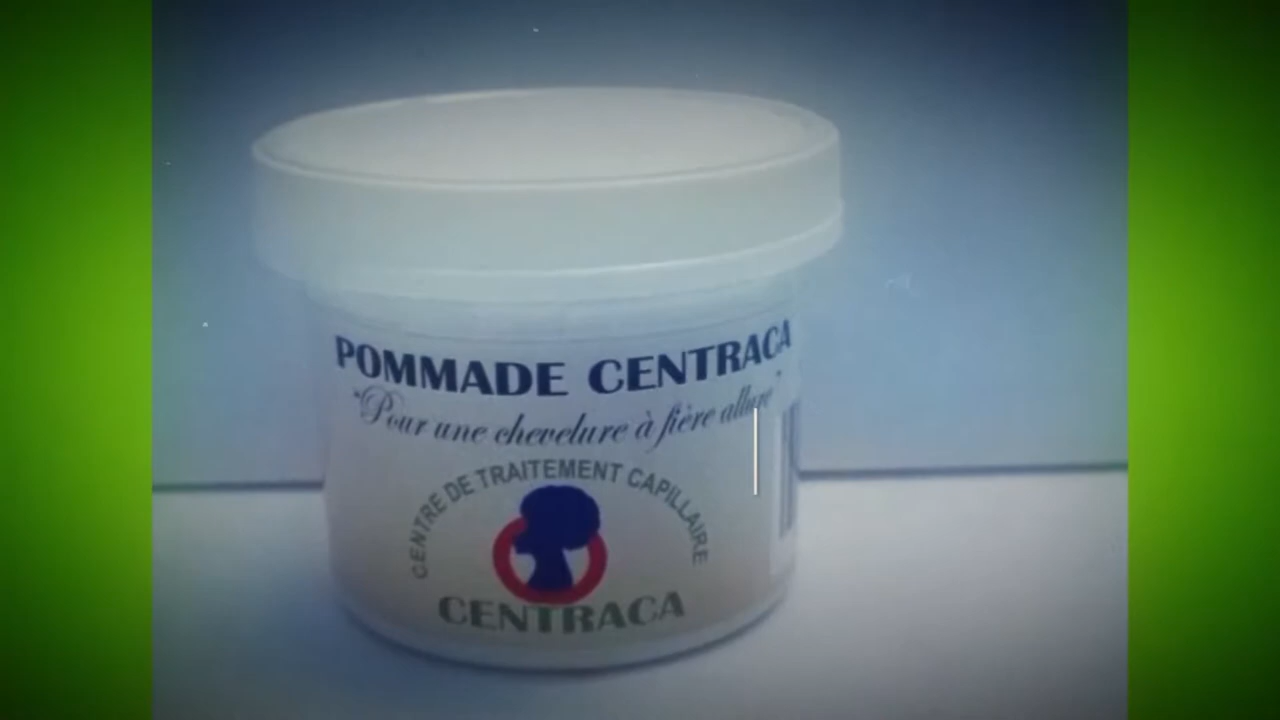 POMMADE CENTRACA
"Pour une chevelure à fière allure"
CENTRE DE TRAITEMENT CAPILLAIRE
CENTRACA